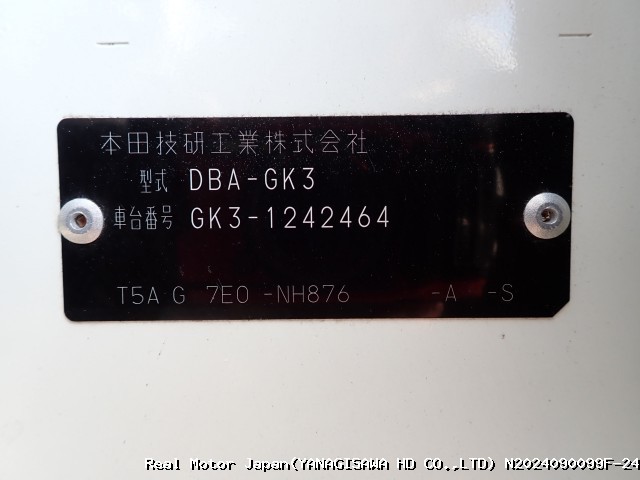 本田技研工業株式会社
型式 DBA-GK3
車台番号 GK3-1242464
T5A G 7E0 -NH876 -A -S
Real Motor Japan(YANAGISAWA HD CO.,LTD) N2024090099F-24